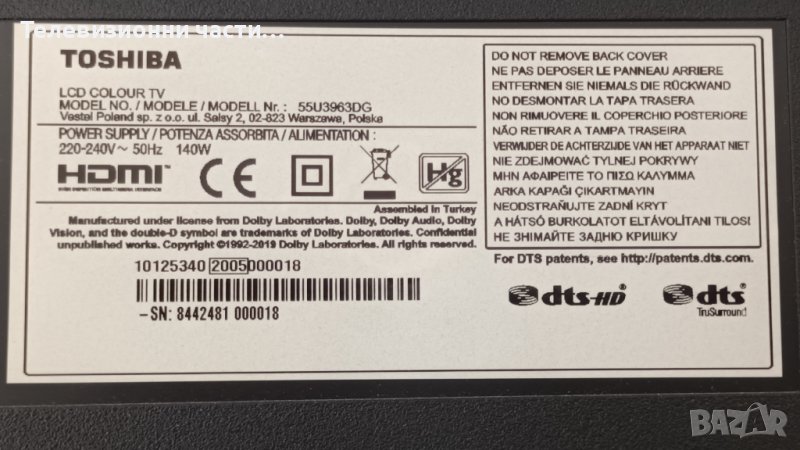 Телевизионни части...
TOSHIBA
LCD COLOUR TV
MODEL NO. / MODELE / MODELL Nr. : 55U3963DG
Vestel Poland sp. z o.o. ul. Salsy 2, 02-823 Warszawa, Polska
POWER SUPPLY / POTENZA ASSORBITA / ALIMENTATION :
220-240V~ 50Hz 140W
HDMI
HIGH-DEFINITION MULTIMEDIA INTERFACE
CE
Hg
Assembled in Turkey
Manufactured under license from Dolby Laboratories. Dolby, Dolby Audio, Dolby
Vision, and the double-D symbol are trademarks of Dolby Laboratories. Confidential
unpublished works. Copyright ©1992-2019 Dolby Laboratories. All rights reserved.
10125340 2005000018
-SN: 8442481 000018
DO NOT REMOVE BACK COVER
NE PAS DEPOSER LE PANNEAU ARRIERE
ENTFERNEN SIE NIEMALS DIE RÜCKWAND
NO DESMONTAR LA TAPA TRASERA
NON RIMUOVERE IL COPERCHIO POSTERIORE
NÃO RETIRAR A TAMPA TRASEIRA
VERWIJDER DE ACHTERZIJDE VAN HET APPARAAT NIET
NIE ZDEJMOWAĆ TYLNEJ POKRYWY
ΜΗΝ ΑΦΑΙΡΕΙΤΕ ΤΟ ΠΙΣΩ ΚΑΛΥΜΜΑ
ARKA KAPAĞI ÇIKARTMAYIN
NEODSTRAŇUJTE ZADNÍ KRYT
A HÁTSÓ BURKOLATOT ELTÁVOLÍTANI TILOS!
НЕ ЗНІМАЙТЕ ЗАДНЮ КРИШКУ
For DTS patents, see http://patents.dts.com.
dts-HD
dts
TruSurround
BAZAR